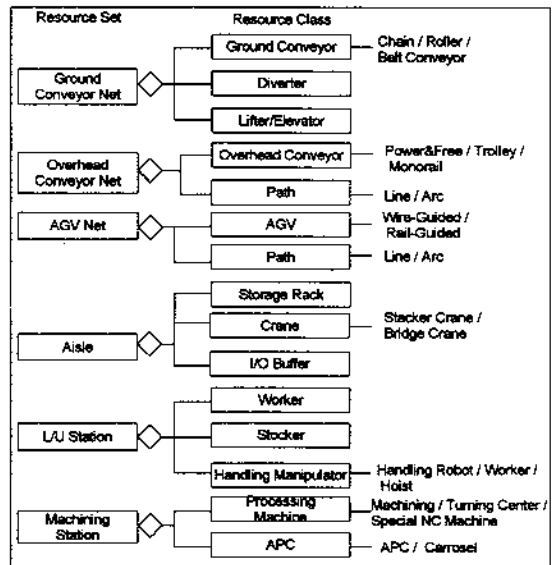 Resource Set
Resource Class
Ground Conveyor
Chain / Roller /
Belt Conveyor
Ground
Conveyor Net
Diverter
Lifter/Elevator
Overhead
Conveyor Net
Overhead Conveyor
Power&Free / Trolley /
Monorail
Path
Line / Arc
AGV Net
AGV
Wire-Guided /
Rail-Guided
Path
Line / Arc
Storage Rack
Aisle
Crane
Stacker Crane /
Bridge Crane
I/O Buffer
Worker
L/U Station
Stocker
Handling Manipulator
Handling Robot / Worker /
Hoist
Machining
Station
Processing
Machine
Machining / Turning Center /
Special NC Machine
APC
APC / Carrosel